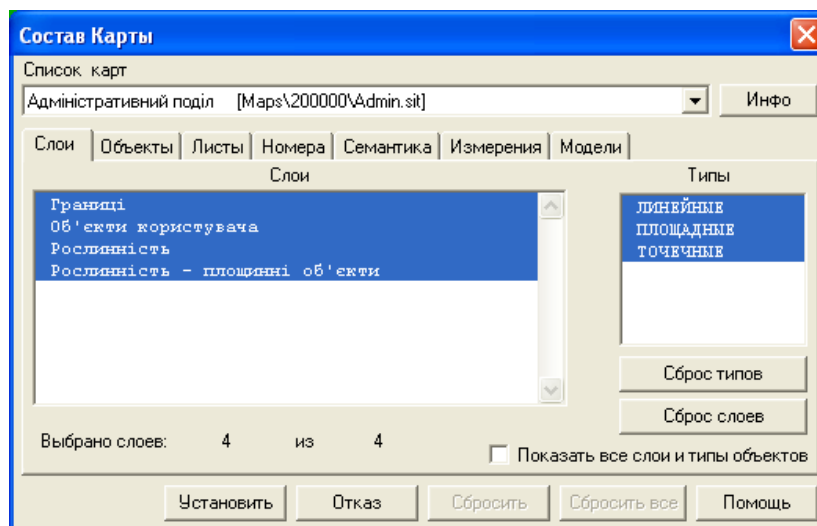 Состав Карты
Список карт
Адміністративний поділ [Maps\200000\Admin.sit]
Инфо
Слои Объекты Листы Номера Семантика Измерения Модели
Слои
Типы
Границі
Об'єкти користувача
Рослинність
Рослинність - площинні об'єкти
ЛИНЕЙНЫЕ
ПЛОЩАДНЫЕ
ТОЧЕЧНЫЕ
Сброс типов
Сброс слоев
Выбрано слоев: 4 из 4
Показать все слои и типы объектов
Установить Отказ Сбросить Сбросить все Помощь